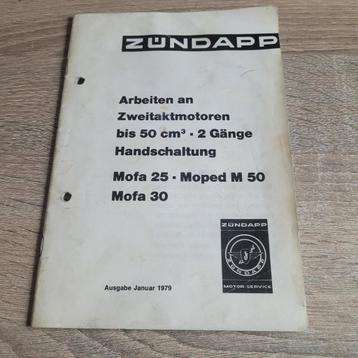 ZÜNDAPP
Arbeiten an
Zweitaktmotoren
bis 50 cm³ · 2 Gänge
Handschaltung
Mofa 25 · Moped M 50
Mofa 30
ZÜNDAPP
ZÜNDAPP
MOTOR-SERVICE
Ausgabe Januar 1979